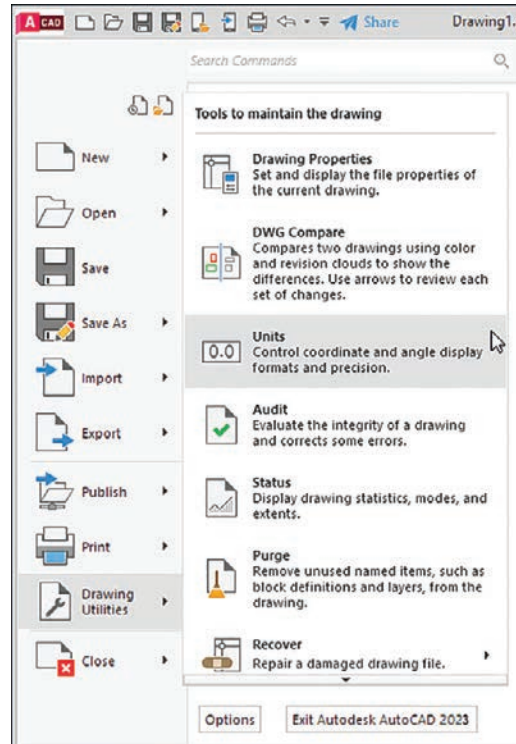 A CAD Share Drawing1.
Search Commands
Tools to maintain the drawing
New
Open
Save
Save As
Import
Export
Publish
Print
Drawing
Utilities
Close
Drawing Properties
Set and display the file properties of
the current drawing.
DWG Compare
Compares two drawings using color
and revision clouds to show the
differences. Use arrows to review each
set of changes.
0.0
Units
Control coordinate and angle display
formats and precision.
Audit
Evaluate the integrity of a drawing
and corrects some errors.
Status
Display drawing statistics, modes, and
extents.
Purge
Remove unused named items, such as
block definitions and layers, from the
drawing.
Recover
Repair a damaged drawing file.
Options Exit Autodesk AutoCAD 2023